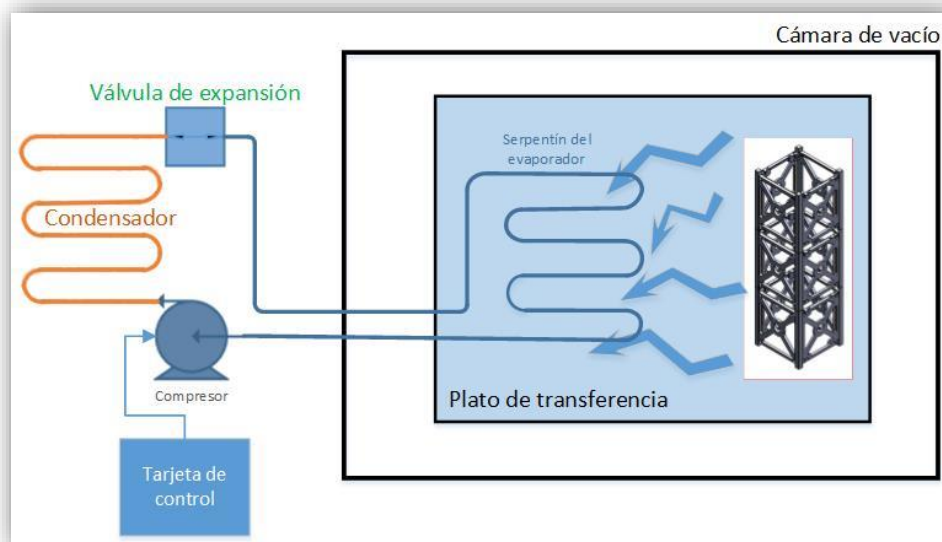 Cámara de vacío
Válvula de expansión
Serpentín del
evaporador
Condensador
Compresor
Plato de transferencia
Tarjeta de
control